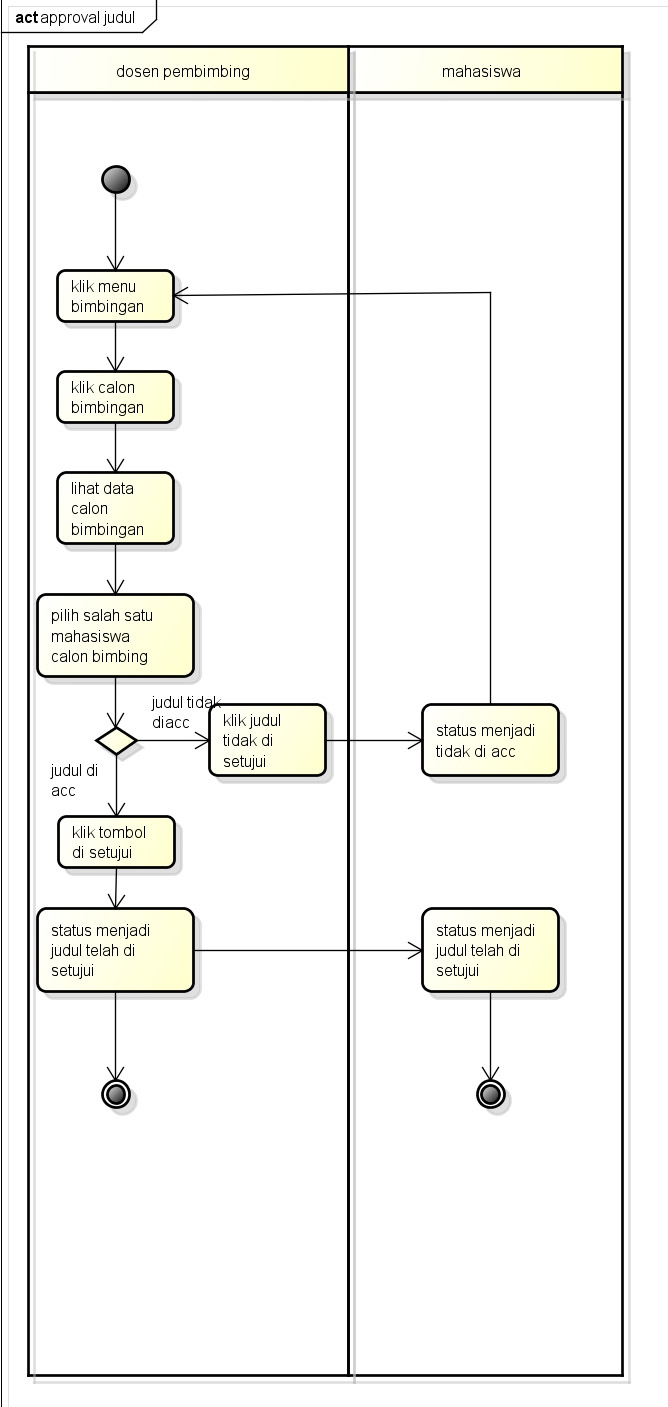 act approval judul
dosen pembimbing
mahasiswa
klik menu
bimbingan
klik calon
bimbingan
lihat data
calon
bimbingan
pilih salah satu
mahasiswa
calon bimbing
judul tidak
diacc
klik judul
tidak di
setujui
status menjadi
tidak di acc
judul di
acc
klik tombol
di setujui
status menjadi
judul telah di
setujui
status menjadi
judul telah di
setujui